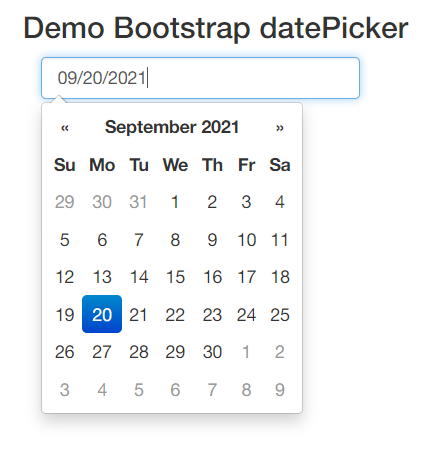 Demo Bootstrap datePicker
09/20/2021
« September 2021 »
Su Mo Tu We Th Fr Sa
29 30 31 1 2 3 4
5 6 7 8 9 10 11
12 13 14 15 16 17 18
19 20 21 22 23 24 25
26 27 28 29 30 1 2
3 4 5 6 7 8 9